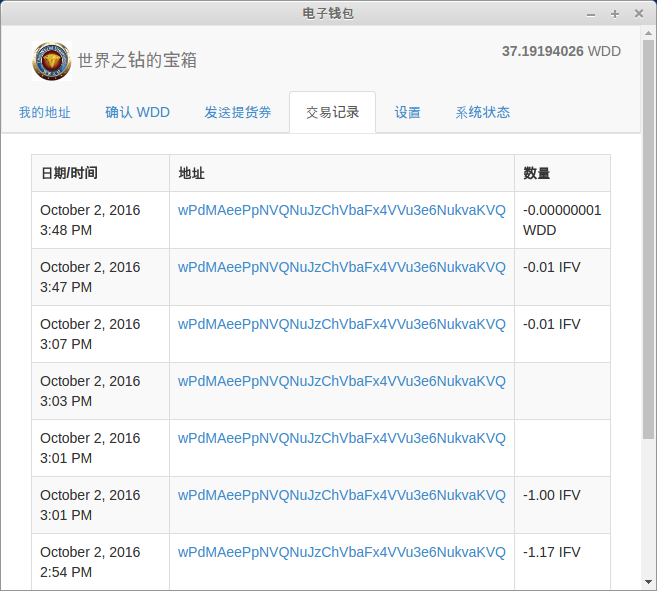 电子钱包
世界之钻的宝箱
37.19194026 WDD
我的地址 确认 WDD 发送提货券 交易记录 设置 系统状态
日期/时间 地址 数量
October 2, 2016 wPdMAeePpNVQNuJzChVbaFx4VVu3e6NukvaKVQ -0.00000001
3:48 PM WDD
October 2, 2016 wPdMAeePpNVQNuJzChVbaFx4VVu3e6NukvaKVQ -0.01 IFV
3:47 PM
October 2, 2016 wPdMAeePpNVQNuJzChVbaFx4VVu3e6NukvaKVQ -0.01 IFV
3:07 PM
October 2, 2016 wPdMAeePpNVQNuJzChVbaFx4VVu3e6NukvaKVQ
3:03 PM
October 2, 2016 wPdMAeePpNVQNuJzChVbaFx4VVu3e6NukvaKVQ
3:01 PM
October 2, 2016 wPdMAeePpNVQNuJzChVbaFx4VVu3e6NukvaKVQ -1.00 IFV
3:01 PM
October 2, 2016 wPdMAeePpNVQNuJzChVbaFx4VVu3e6NukvaKVQ -1.17 IFV
2:54 PM